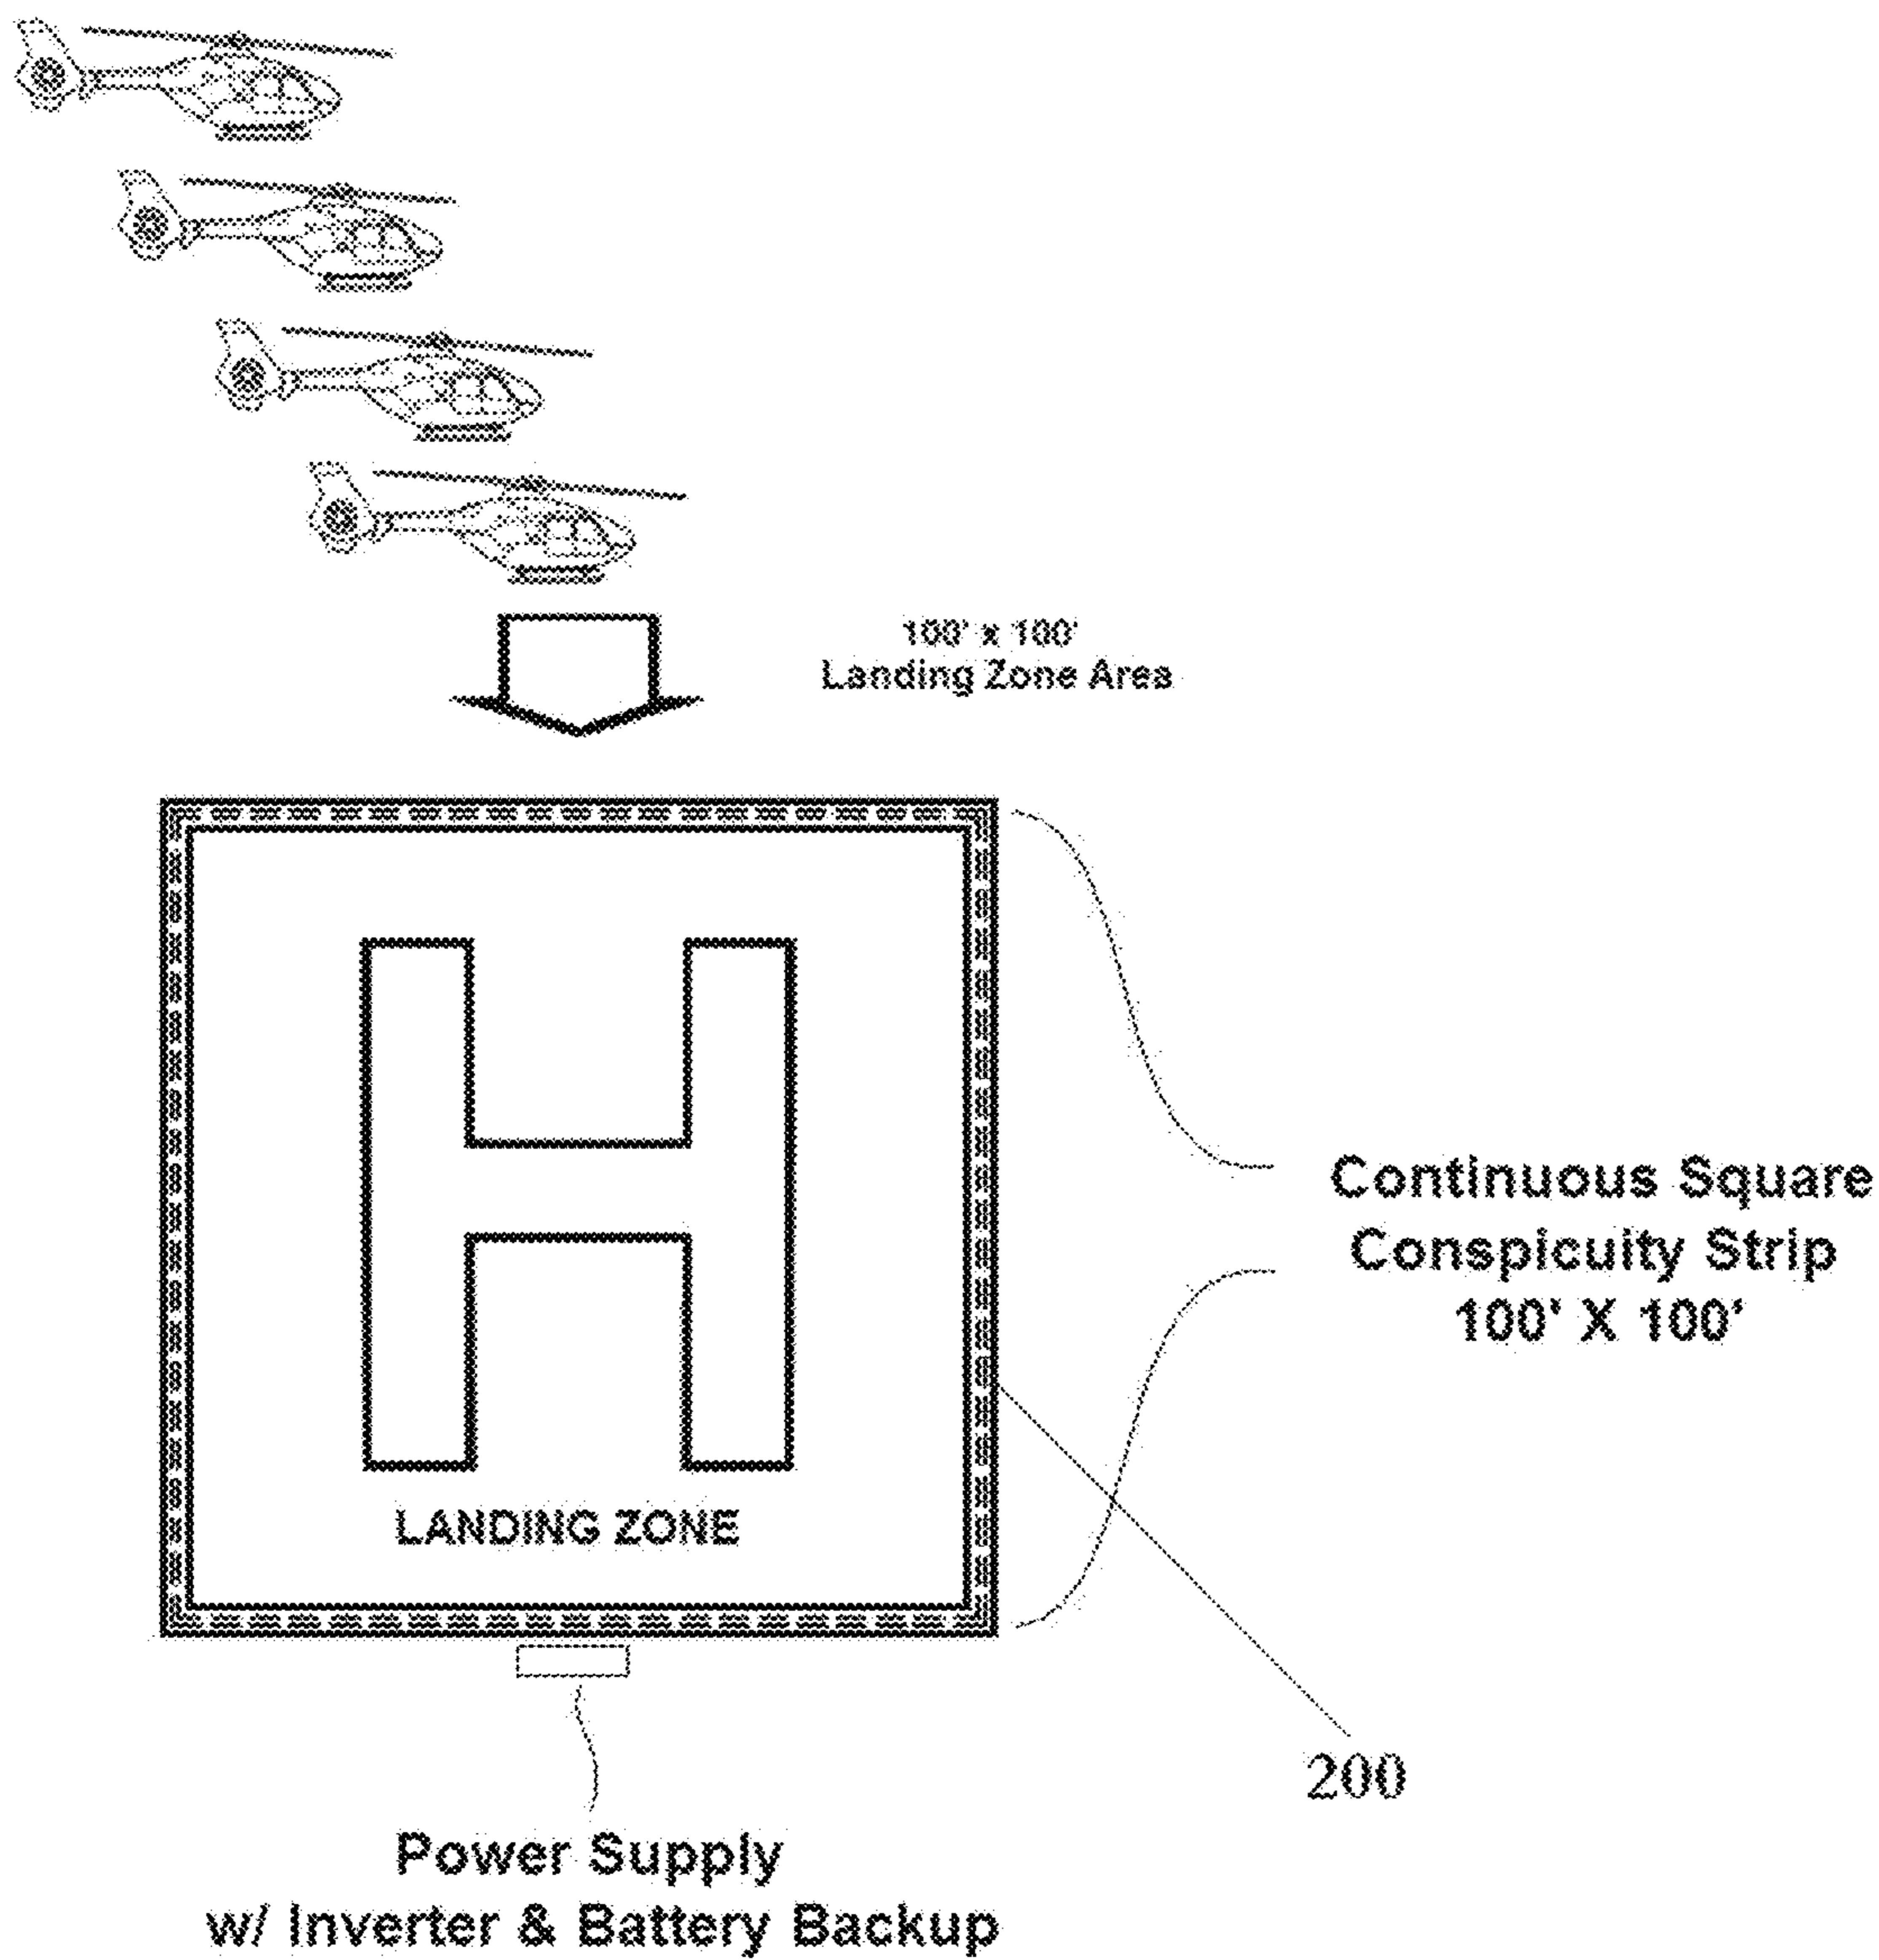 100' x 100'
Landing Zone Area
H
Continuous Square
Conspicuity Strip
100' X 100'
LANDING ZONE
200
Power Supply
w/ Inverter & Battery Backup